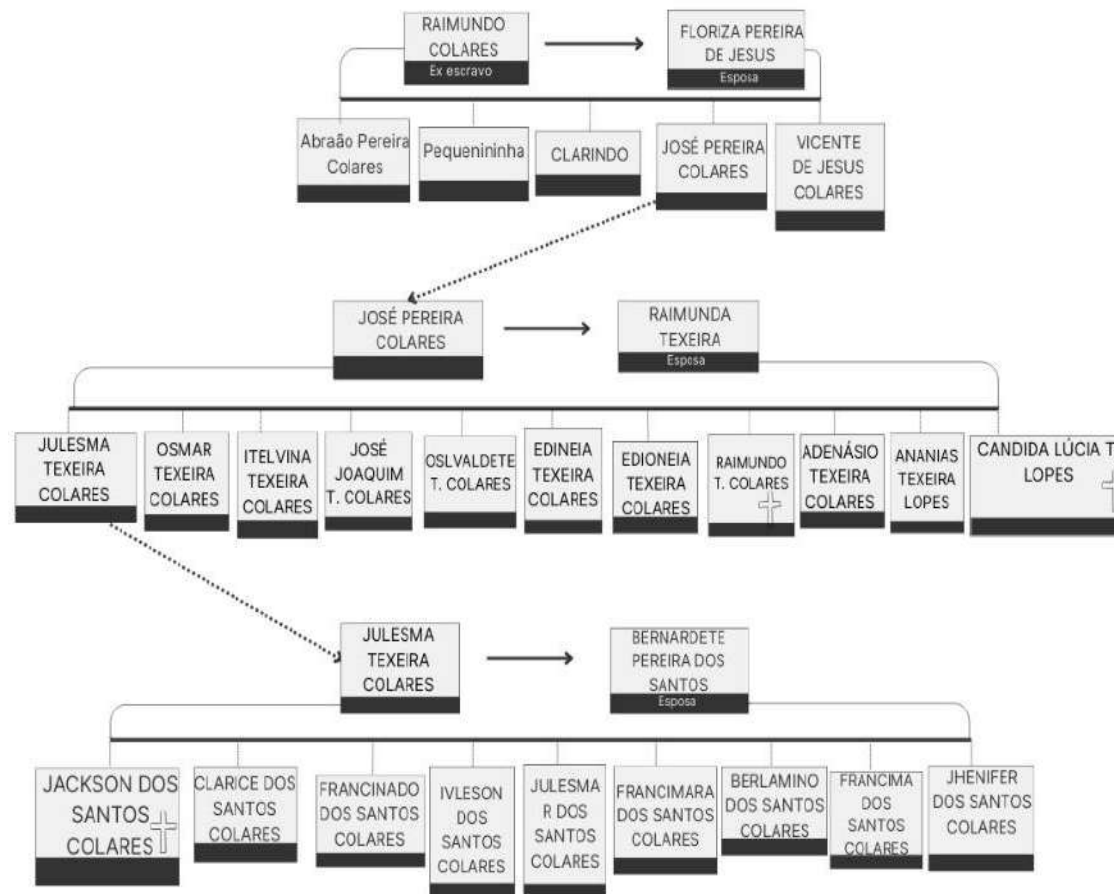 RAIMUNDO
COLARES
Ex escravo
FLORIZA PEREIRA
DE JESUS
Esposa
Abraão Pereira
Colares
Pequenininha
CLARINDO
JOSÉ PEREIRA
COLARES
VICENTE
DE JESUS
COLARES
JOSÉ PEREIRA
COLARES
RAIMUNDA
TEXEIRA
Esposa
JULESMA
TEXEIRA
COLARES
OSMAR
TEXEIRA
COLARES
ITELVINA
TEXEIRA
COLARES
JOSÉ
JOAQUIM
T. COLARES
OSLVALDETE
T. COLARES
EDINEIA
TEXEIRA
COLARES
EDIONEIA
TEXEIRA
COLARES
RAIMUNDO
T. COLARES
ADENÁSIO
TEXEIRA
COLARES
ANANIAS
TEXEIRA
LOPES
CANDIDA LÚCIA T
LOPES
JULESMA
TEXEIRA
COLARES
BERNARDETE
PEREIRA DOS
SANTOS
Esposa
JACKSON DOS
SANTOS
COLARES
CLARICE DOS
SANTOS
COLARES
FRANCINADO
DOS SANTOS
COLARES
IVLESON
DOS
SANTOS
COLARES
JULESMA
R DOS
SANTOS
COLARES
FRANCIMARA
DOS SANTOS
COLARES
BERLAMINO
DOS SANTOS
COLARES
FRANCIMA
DOS
SANTOS
COLARES
JHENIFER
DOS SANTOS
COLARES